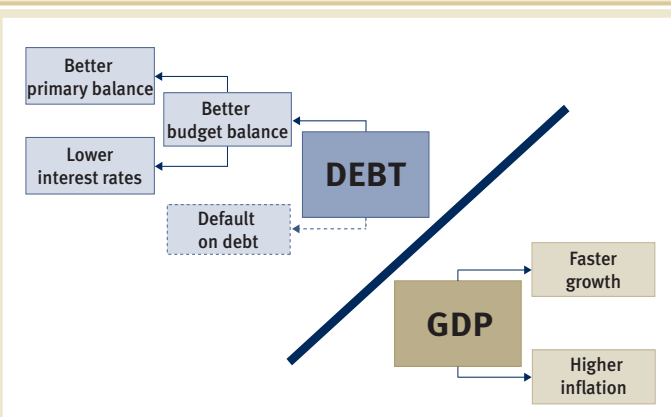 Better
primary balance
Better
budget balance
Lower
interest rates
DEBT
Default
on debt
Faster
growth
GDP
Higher
inflation